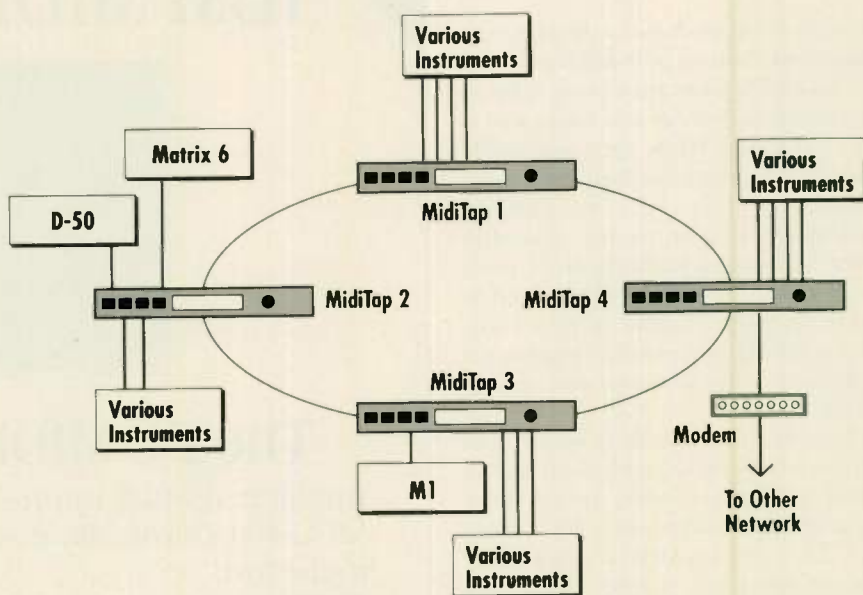 Various
Instruments
Matrix 6
MidiTap 1
Various
Instruments
D-50
MidiTap 2
MidiTap 4
MidiTap 3
Various
Instruments
Modem
M1
To Other
Network
Various
Instruments